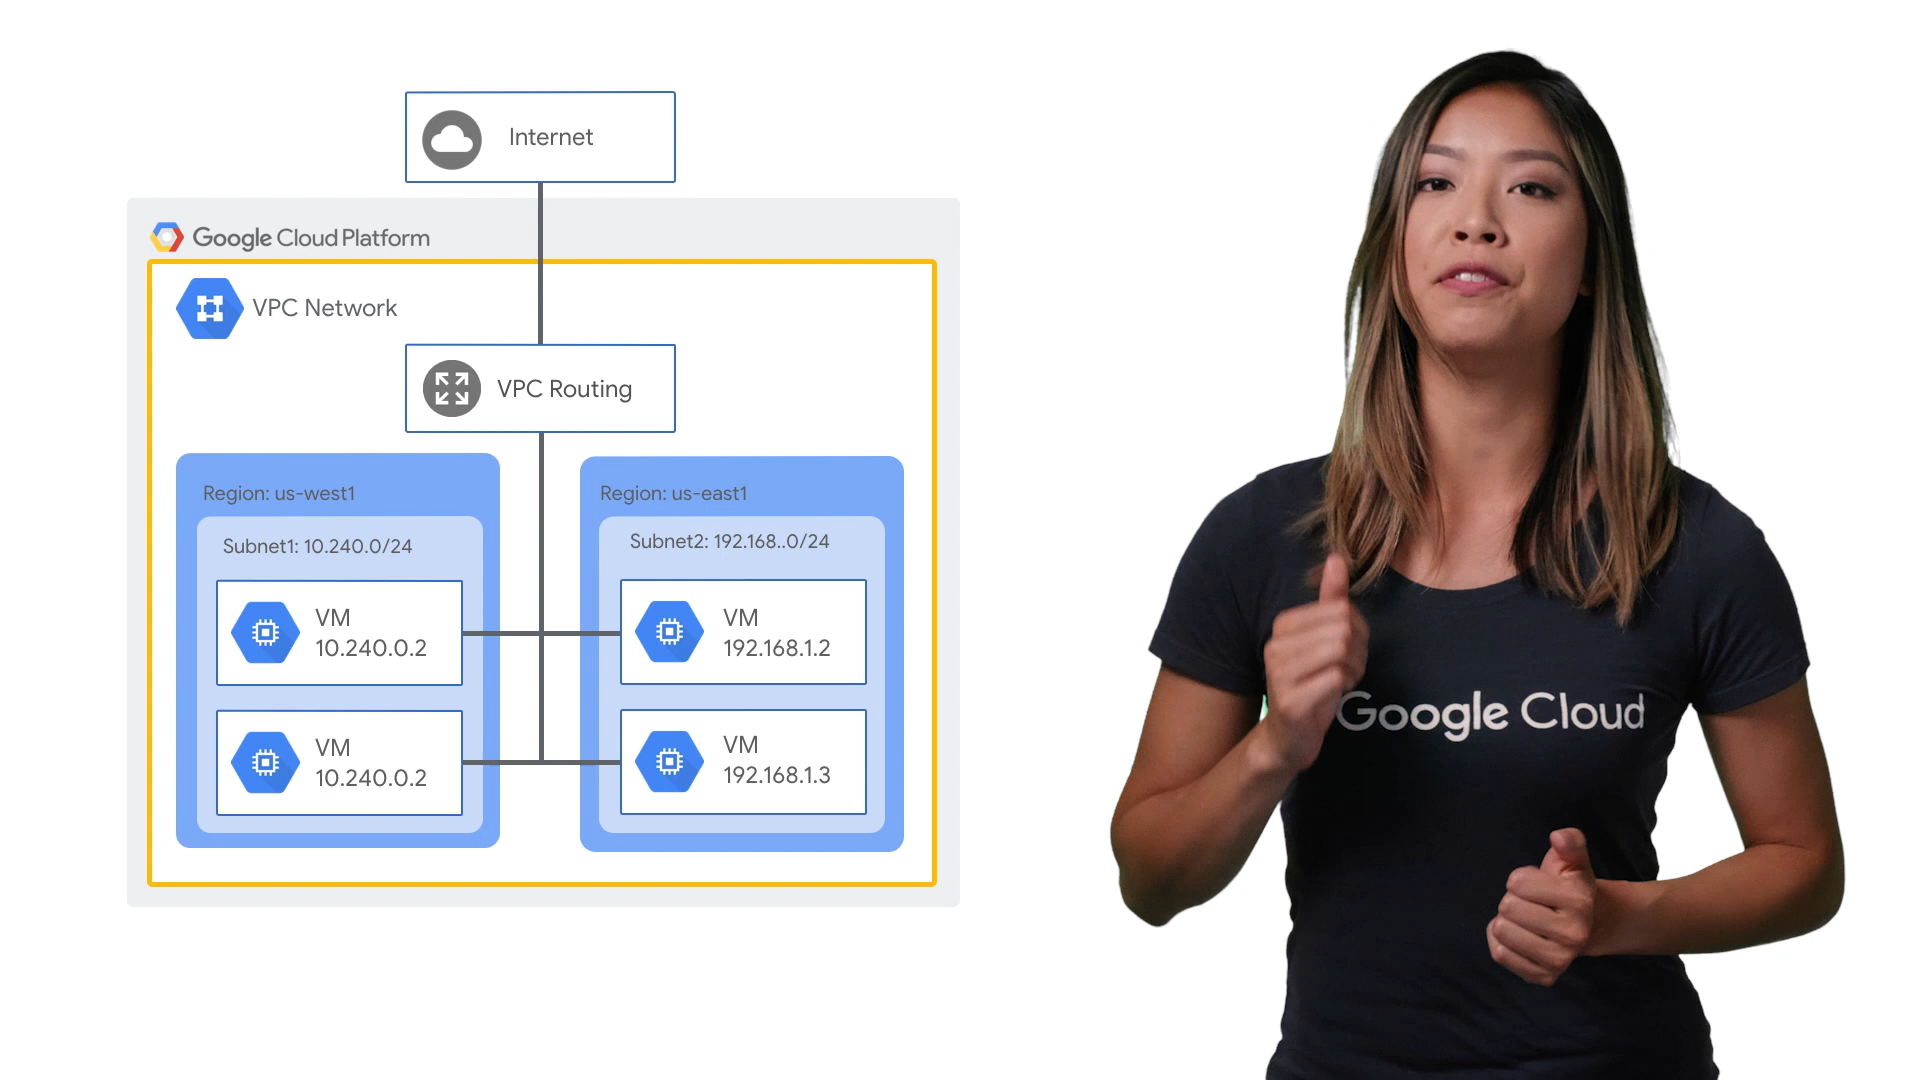 Internet
Google Cloud Platform
VPC Network
VPC Routing
Region: us-west1
Subnet1: 10.240.0/24
VM
10.240.0.2
VM
10.240.0.2
Region: us-east1
Subnet2: 192.168..0/24
VM
192.168.1.2
VM
192.168.1.3
Google Cloud